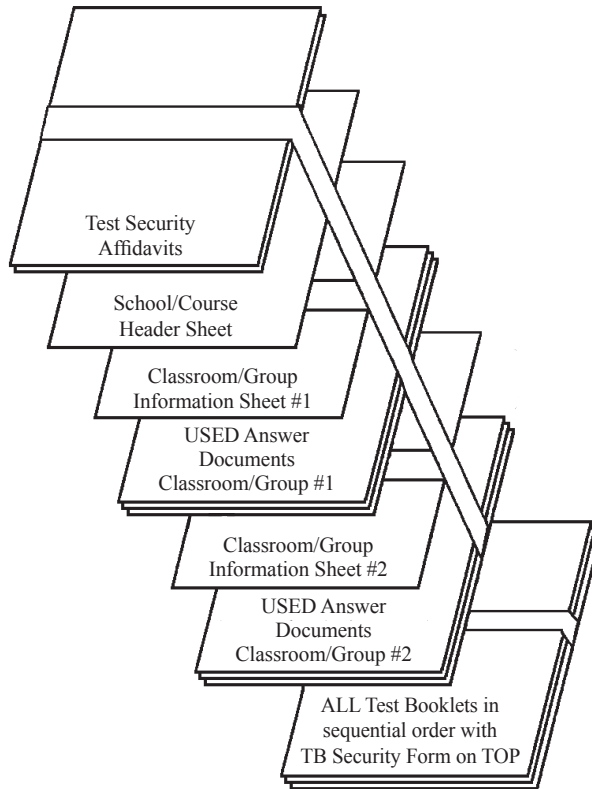 Test Security
Affidavits
School/Course
Header Sheet
Classroom/Group
Information Sheet #1
USED Answer
Documents
Classroom/Group #1
Classroom/Group
Information Sheet #2
USED Answer
Documents
Classroom/Group #2
ALL Test Booklets in
sequential order with
TB Security Form on TOP